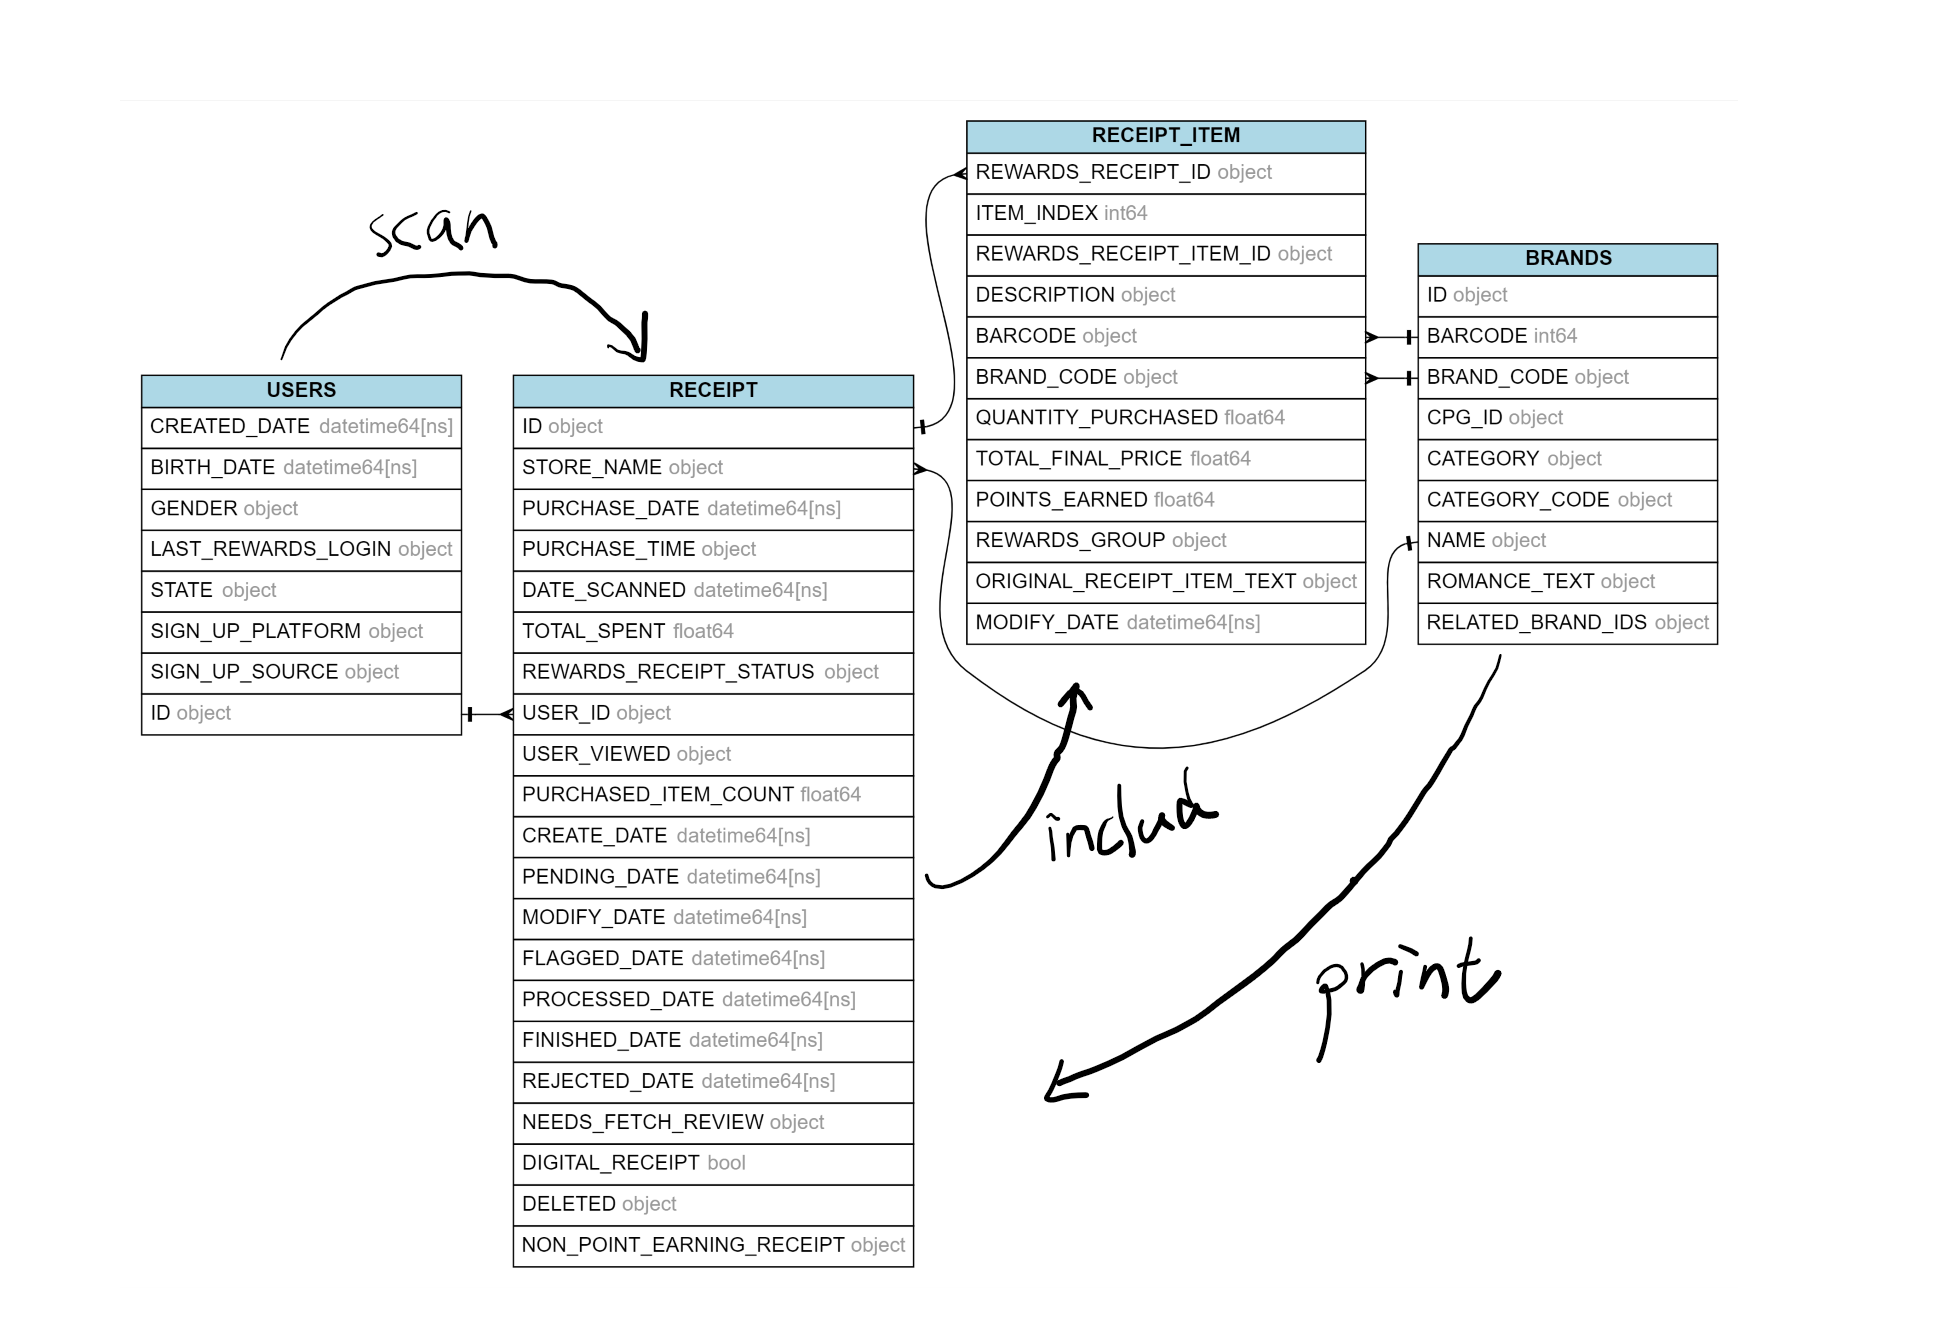 scan
USERS
CREATED_DATE datetime64[ns]
BIRTH_DATE datetime64[ns]
GENDER object
LAST_REWARDS_LOGIN object
STATE object
SIGN_UP_PLATFORM object
SIGN_UP_SOURCE object
ID object
RECEIPT
ID object
STORE_NAME object
PURCHASE_DATE datetime64[ns]
PURCHASE_TIME object
DATE_SCANNED datetime64[ns]
TOTAL_SPENT float64
REWARDS_RECEIPT_STATUS object
USER_ID object
USER_VIEWED object
PURCHASED_ITEM_COUNT float64
CREATE_DATE datetime64[ns]
PENDING_DATE datetime64[ns]
MODIFY_DATE datetime64[ns]
FLAGGED_DATE datetime64[ns]
PROCESSED_DATE datetime64[ns]
FINISHED_DATE datetime64[ns]
REJECTED_DATE datetime64[ns]
NEEDS_FETCH_REVIEW object
DIGITAL_RECEIPT bool
DELETED object
NON_POINT_EARNING_RECEIPT object
RECEIPT_ITEM
REWARDS_RECEIPT_ID object
ITEM_INDEX int64
REWARDS_RECEIPT_ITEM_ID object
DESCRIPTION object
BARCODE object
BRAND_CODE object
QUANTITY_PURCHASED float64
TOTAL_FINAL_PRICE float64
POINTS_EARNED float64
REWARDS_GROUP object
ORIGINAL_RECEIPT_ITEM_TEXT object
MODIFY_DATE datetime64[ns]
includ
BRANDS
ID object
BARCODE int64
BRAND_CODE object
CPG_ID object
CATEGORY object
CATEGORY_CODE object
NAME object
ROMANCE_TEXT object
RELATED_BRAND_IDS object
print